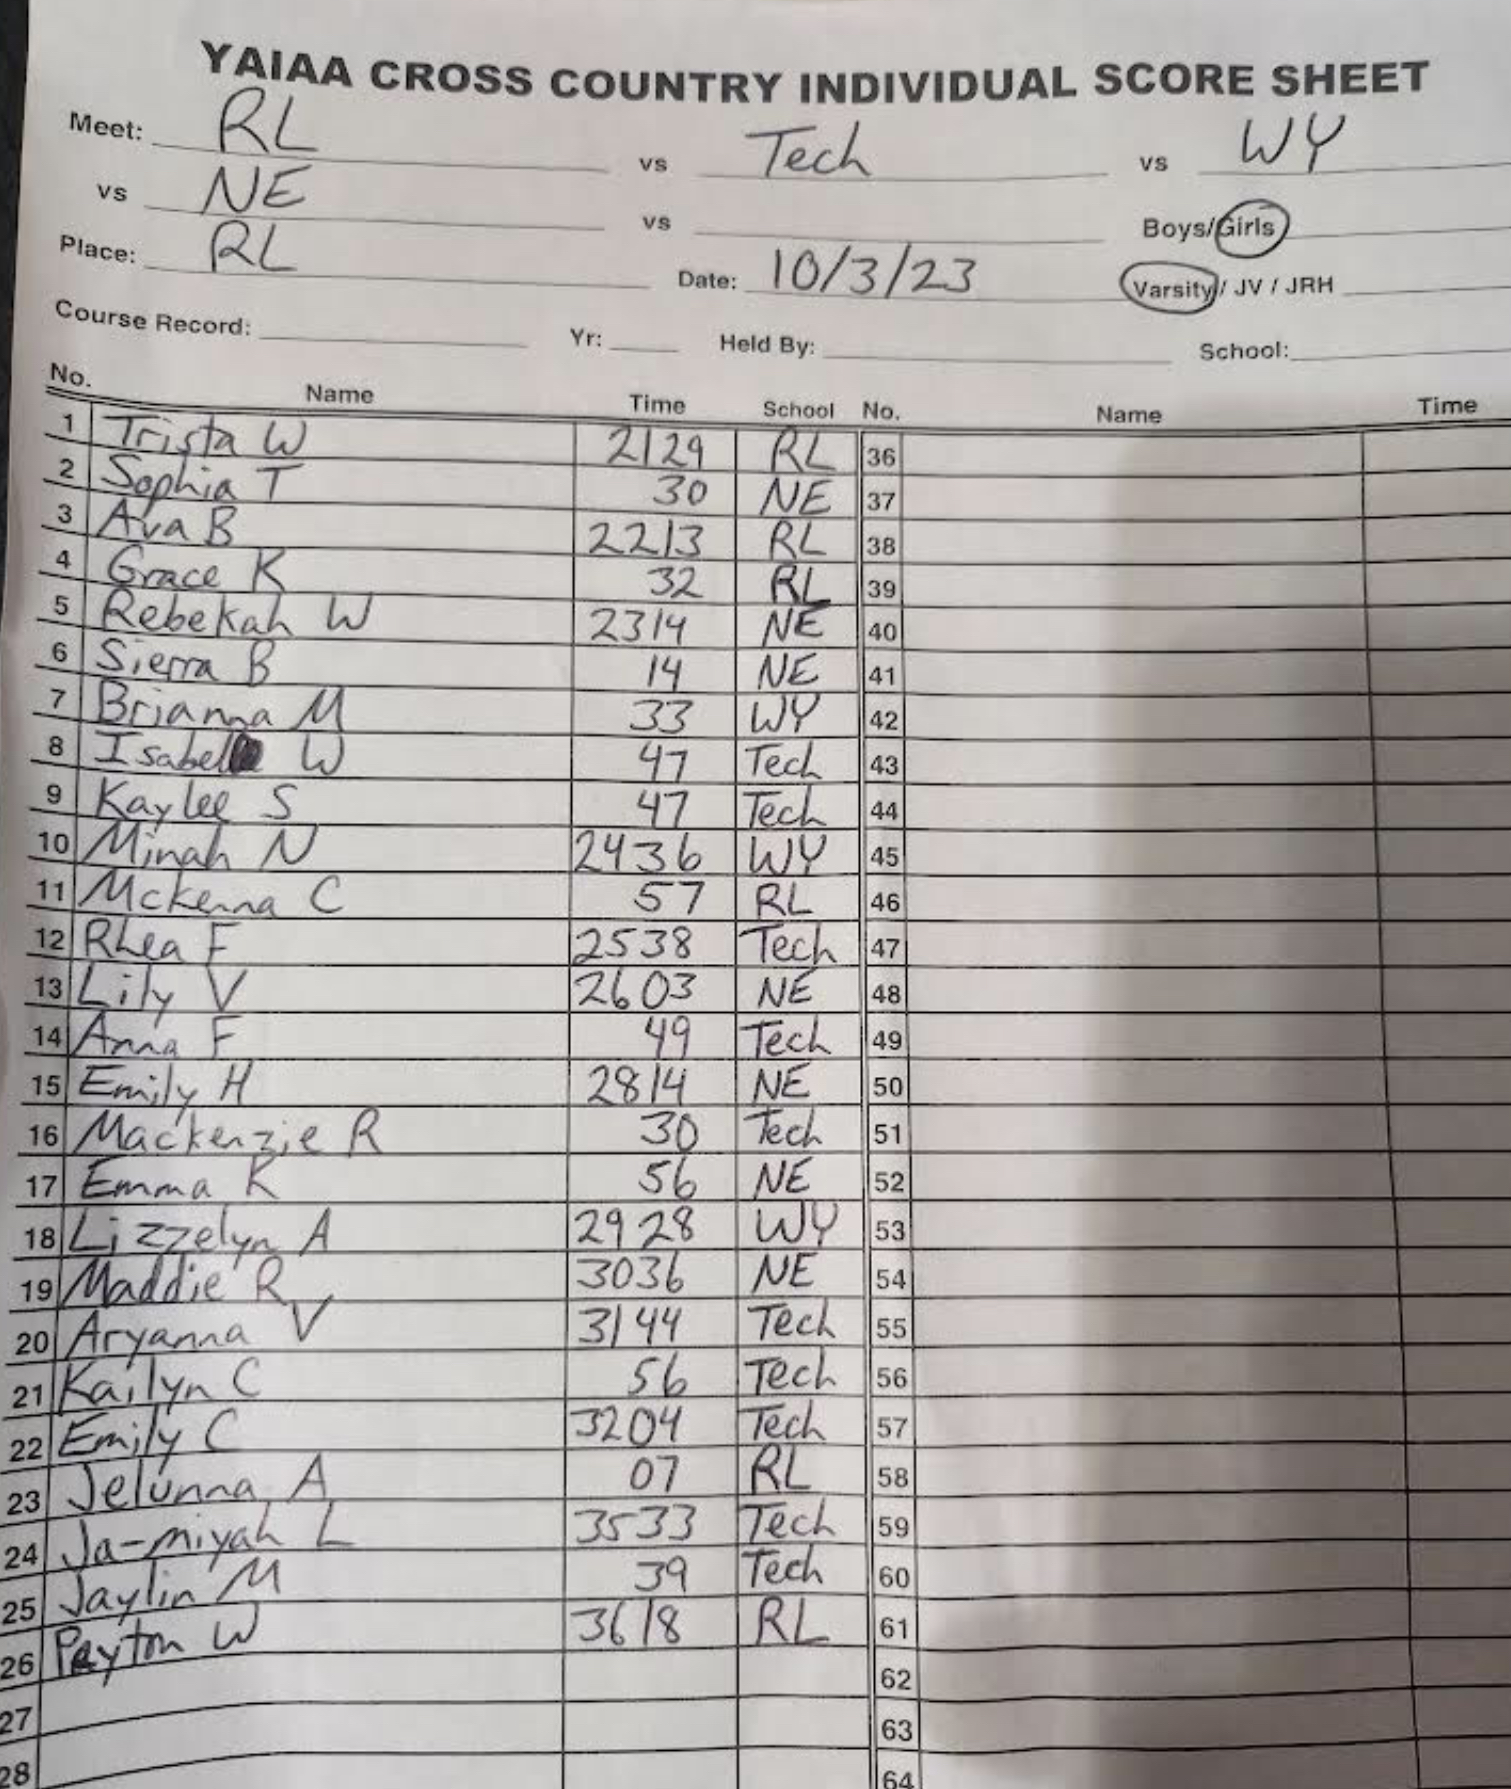 YAIAA CROSS COUNTRY INDIVIDUAL SCORE SHEET
Meet: RL vs Tech vs WY
vs NE vs Boys/Girls
Place: RL Date: 10/3/23 Varsity / JV / JRH
Course Record: Yr: Held By: School:
No. Name Time School No. Name Time
1 Trista W 2129 RL 36
2 Sophia T 30 NE 37
3 Ava B 2213 RL 38
4 Grace K 32 RL 39
5 Rebekah W 2314 NE 40
6 Sierra B 14 NE 41
7 Brianna M 33 WY 42
8 Isabel W 47 Tech 43
9 Kaylee S 47 Tech 44
10 Minah N 2436 WY 45
11 Mckenna C 57 RL 46
12 Rhea F 2538 Tech 47
13 Lily V 2603 NE 48
14 Anna F 49 Tech 49
15 Emily H 2814 NE 50
16 Mackenzie R 30 Tech 51
17 Emma K 56 NE 52
18 Lizzelyn A 2928 WY 53
19 Maddie R 3036 NE 54
20 Aryanna V 3144 Tech 55
21 Kailyn C 56 Tech 56
22 Emily C 3204 Tech 57
23 Jelunna A 07 RL 58
24 Ja-miyah L 3533 Tech 59
25 Jaylin M 39 Tech 60
26 Peyton W 3618 RL 61
27 62
28 63
64